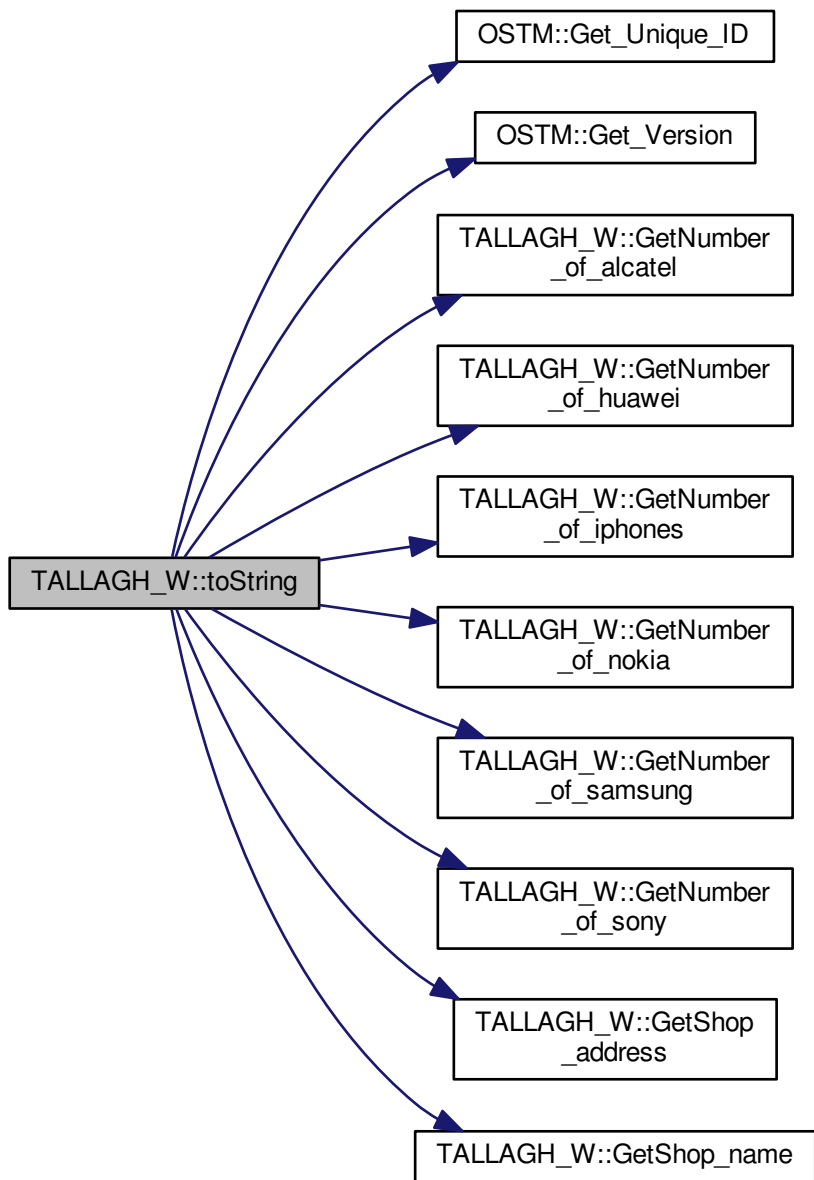 OSTM::Get_Unique_ID
OSTM::Get_Version
TALLAGH_W::GetNumber
_of_alcatel
TALLAGH_W::GetNumber
_of_huawei
TALLAGH_W::GetNumber
_of_iphones
TALLAGH_W::toString
TALLAGH_W::GetNumber
_of_nokia
TALLAGH_W::GetNumber
_of_samsung
TALLAGH_W::GetNumber
_of_sony
TALLAGH_W::GetShop
_address
TALLAGH_W::GetShop_name